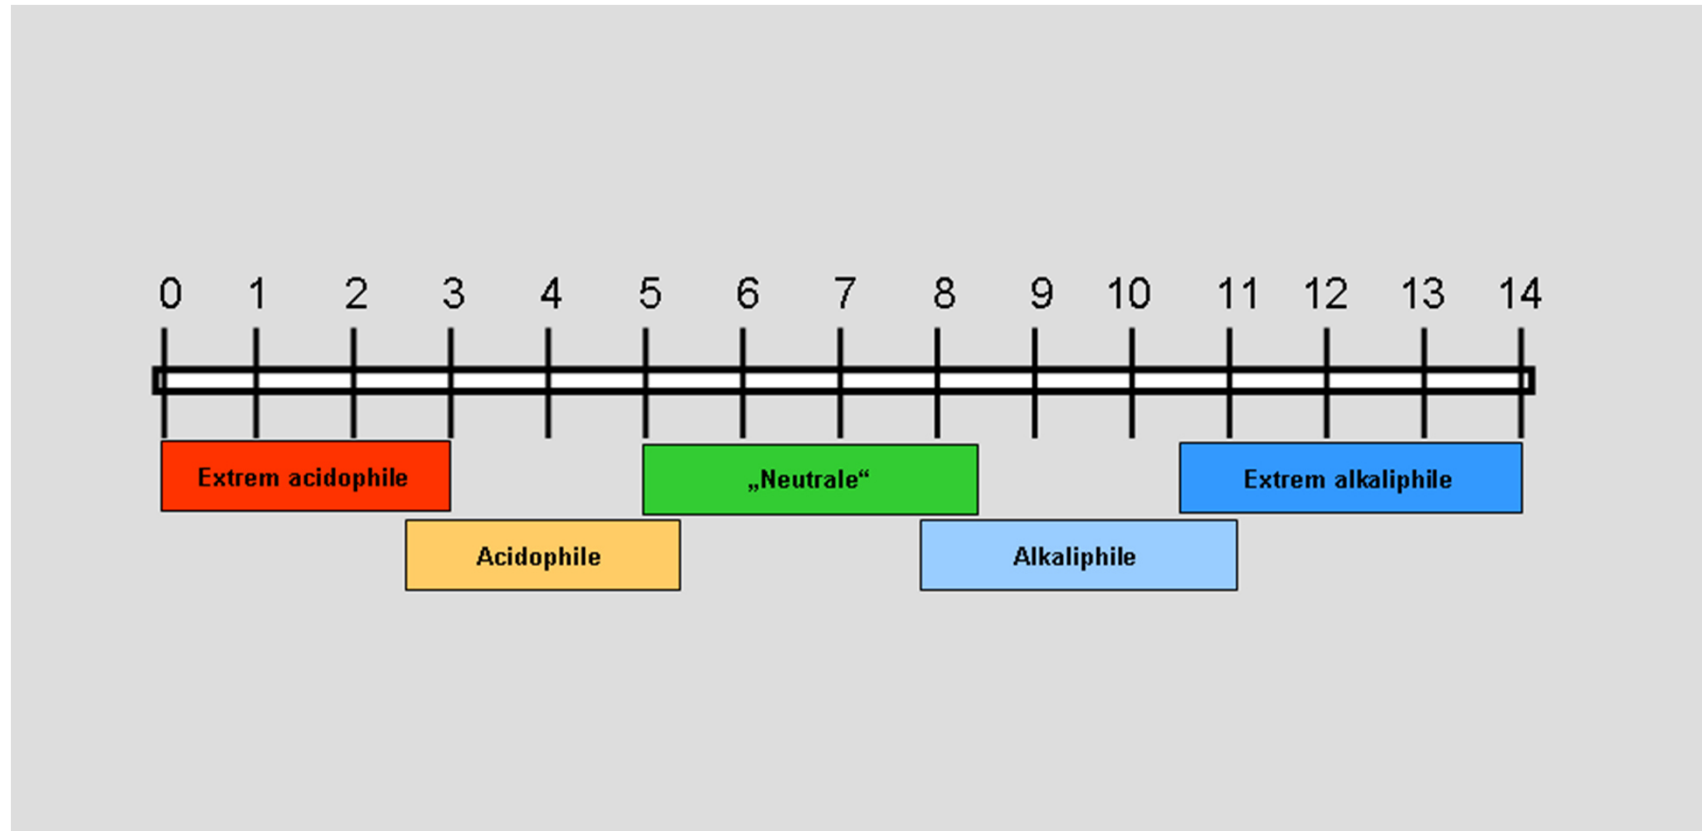 0 1 2 3 4 5 6 7 8 9 10 11 12 13 14
Extrem acidophile
„Neutrale“
Extrem alkaliphile
Acidophile
Alkaliphile